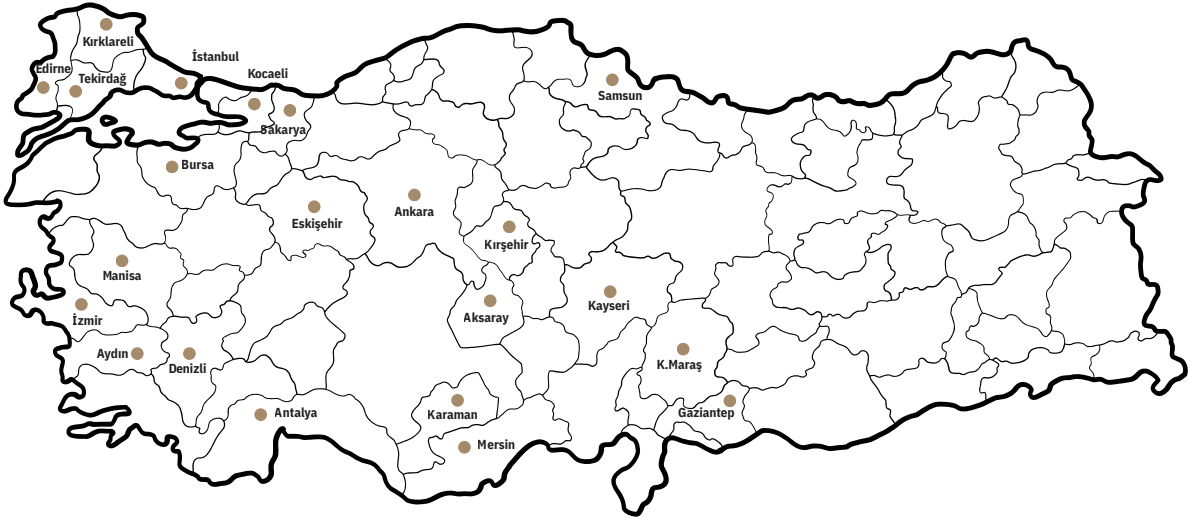 Kırklareli
İstanbul
Edirne
Tekirdağ
Kocaeli
Samsun
Sakarya
Bursa
Ankara
Eskişehir
Kırşehir
Manisa
Kayseri
Aksaray
İzmir
Aydın
Denizli
K.Maraş
Karaman
Gaziantep
Antalya
Mersin